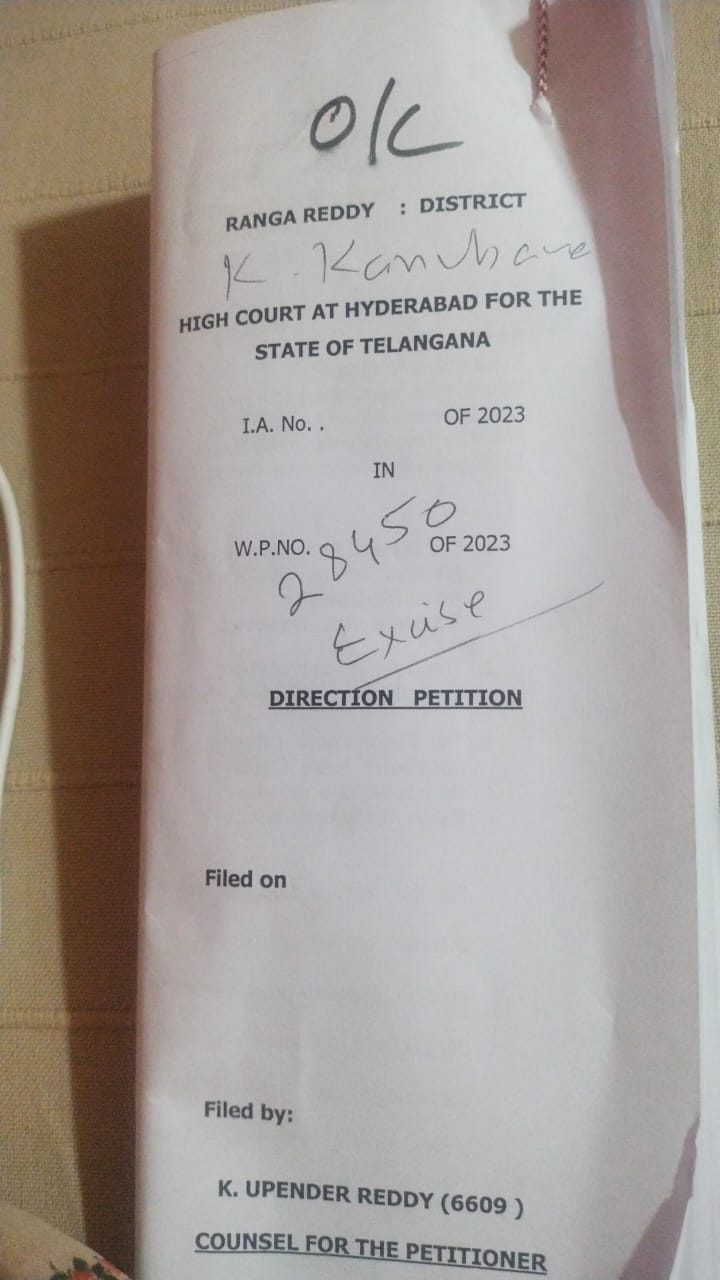 O/C
RANGA REDDY : DISTRICT
K.
HIGH COURT AT HYDERABAD FOR THE
STATE OF TELANGANA
I.A. No. . OF 2023
IN
W.P.NO. 28450 OF 2023
Excise
DIRECTION PETITION
Filed on
Filed by:
K. UPENDER REDDY (6609 )
COUNSEL FOR THE PETITIONER